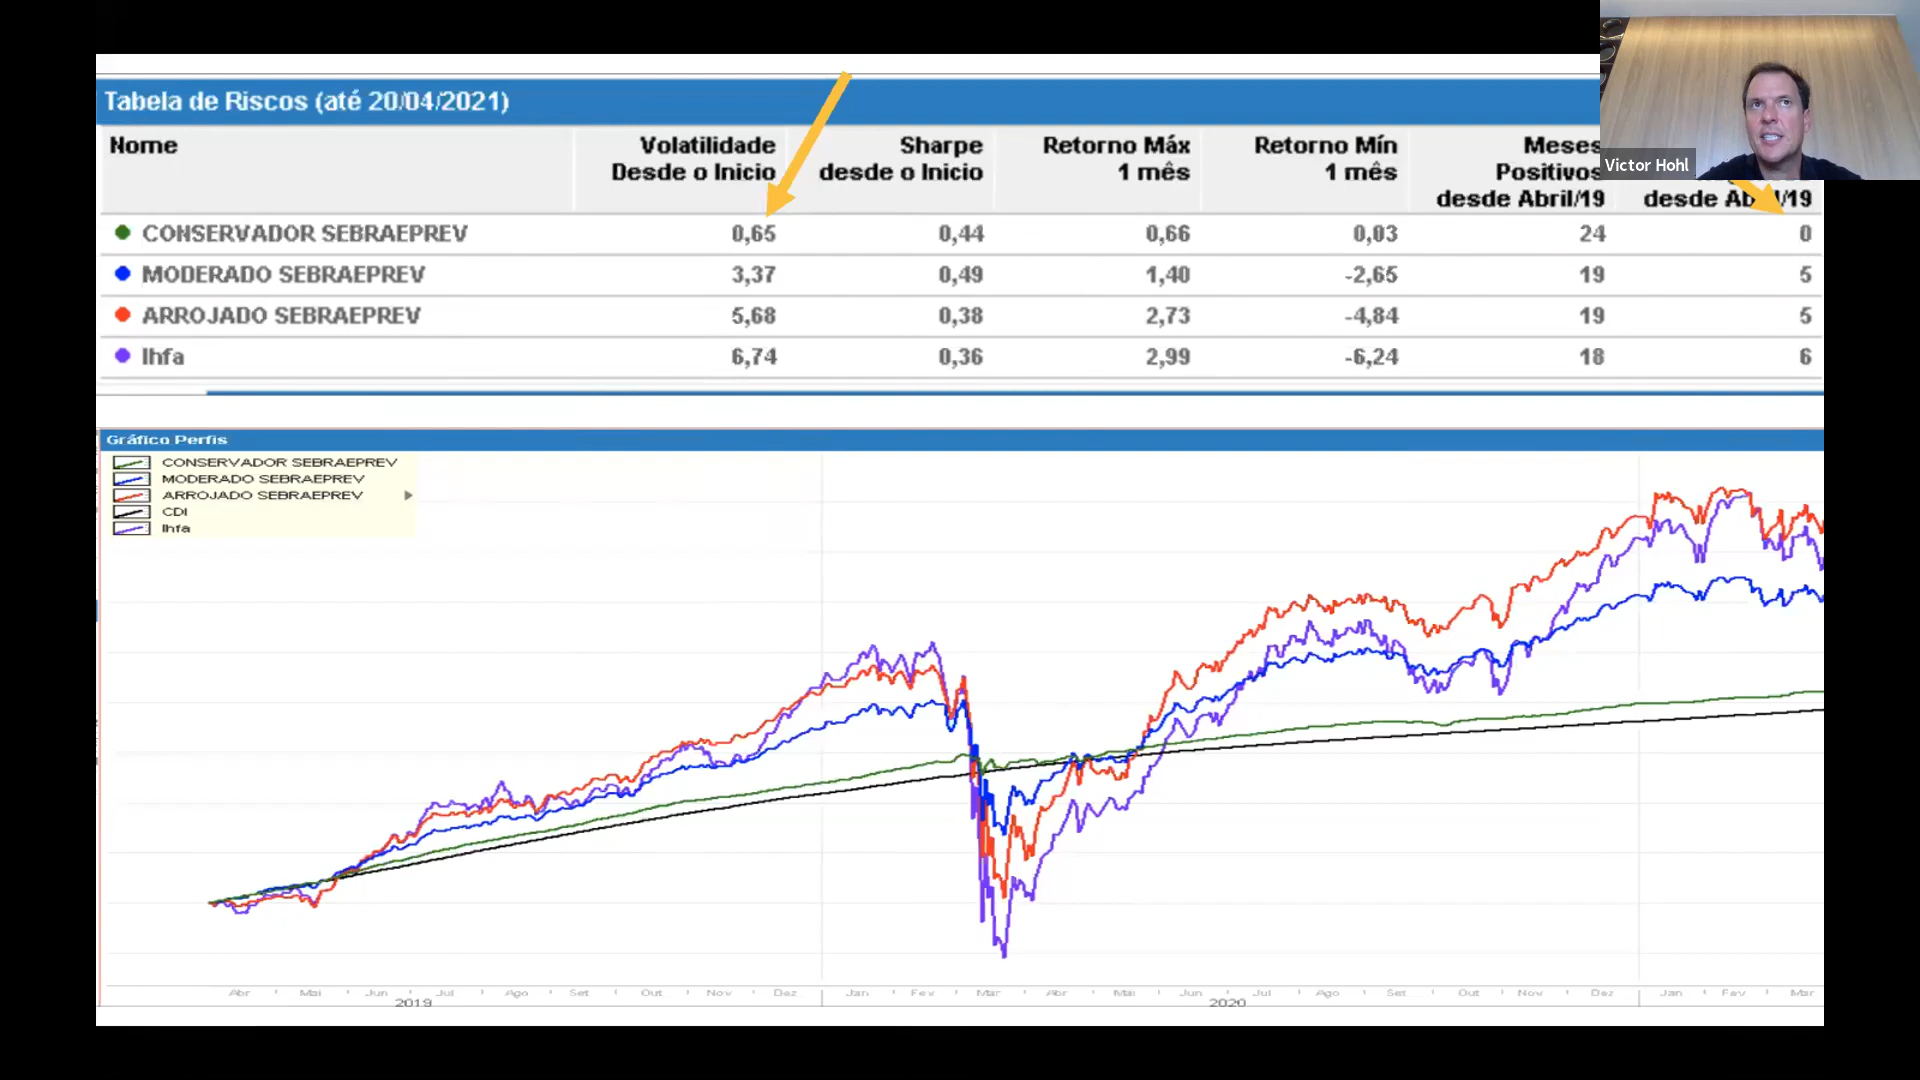 Tabela de Riscos (até 20/04/2021)
Nome Volatilidade Desde o Inicio Sharpe desde o Inicio Retorno Máx 1 mês Retorno Mín 1 mês Meses Positivos desde Abril/19 desde Ab /19
CONSERVADOR SEBRAEPREV 0,65 0,44 0,66 0,03 24 0
MODERADO SEBRAEPREV 3,37 0,49 1,40 -2,65 19 5
ARROJADO SEBRAEPREV 5,68 0,38 2,73 -4,84 19 5
Ihfa 6,74 0,36 2,99 -6,24 18 6
Victor Hohl
Gráfico Perfis
CONSERVADOR SEBRAEPREV
MODERADO SEBRAEPREV
ARROJADO SEBRAEPREV
CDI
Ihfa
Abr Mai Jun Jul Ago Set Out Nov Dez Jan Fev Mar Abr Mai Jun Jul Ago Set Out Nov Dez Jan Fev Mar
2019 2020